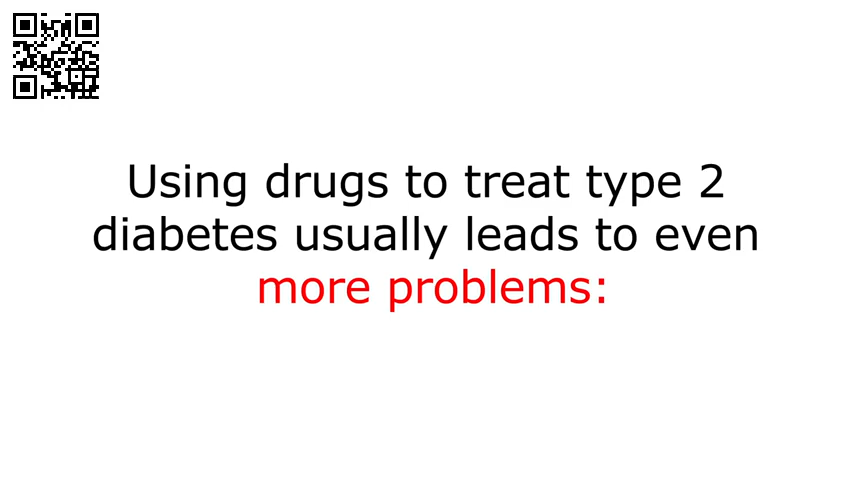 Using drugs to treat type 2
diabetes usually leads to even
more problems: